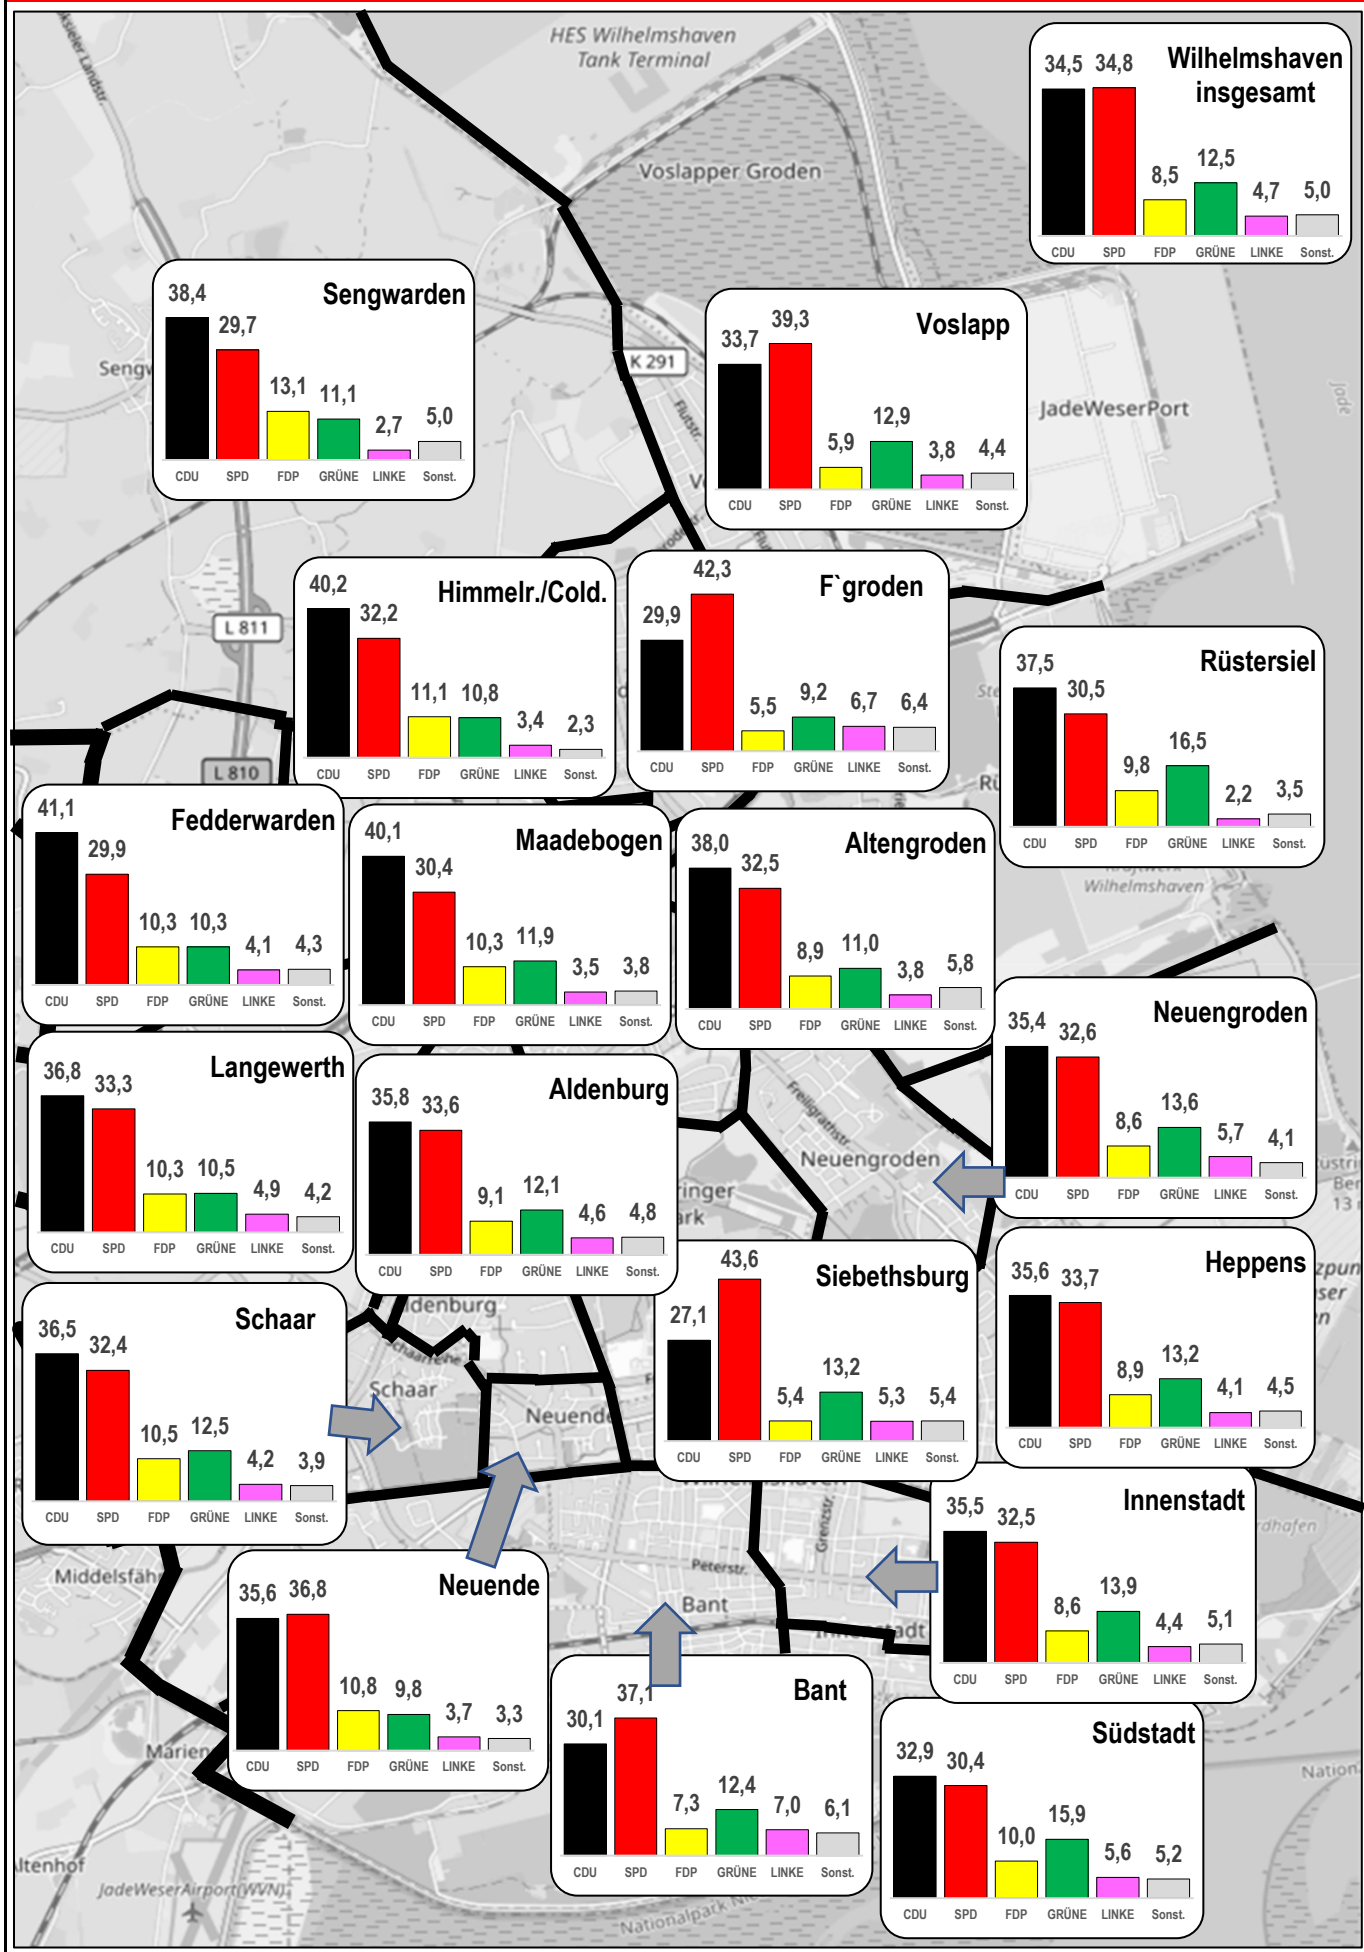 HES Wilhelmshaven
Tank Terminal
Voslapper Groden
Wilhelmshaven
insgesamt
34,5 34,8 8,5 12,5 4,7 5,0
CDU SPD FDP GRÜNE LINKE Sonst.
Sengwarden
38,4 29,7 13,1 11,1 2,7 5,0
CDU SPD FDP GRÜNE LINKE Sonst.
K 291
Flutstr.
Voslapp
33,7 39,3 5,9 12,9 3,8 4,4
CDU SPD FDP GRÜNE LINKE Sonst.
JadeWeserPort
Jade
L 811
Himmelr./Cold.
40,2 32,2 11,1 10,8 3,4 2,3
CDU SPD FDP GRÜNE LINKE Sonst.
F`groden
29,9 42,3 5,5 9,2 6,7 6,4
CDU SPD FDP GRÜNE LINKE Sonst.
Rüstersiel
37,5 30,5 9,8 16,5 2,2 3,5
CDU SPD FDP GRÜNE LINKE Sonst.
L 810
Wilhelmshaven
Fedderwarden
41,1 29,9 10,3 10,3 4,1 4,3
CDU SPD FDP GRÜNE LINKE Sonst.
Maadebogen
40,1 30,4 10,3 11,9 3,5 3,8
CDU SPD FDP GRÜNE LINKE Sonst.
Altengroden
38,0 32,5 8,9 11,0 3,8 5,8
CDU SPD FDP GRÜNE LINKE Sonst.
Neuengroden
35,4 32,6 8,6 13,6 5,7 4,1
CDU SPD FDP GRÜNE LINKE Sonst.
Langewerth
36,8 33,3 10,3 10,5 4,9 4,2
CDU SPD FDP GRÜNE LINKE Sonst.
Aldenburg
35,8 33,6 9,1 12,1 4,6 4,8
CDU SPD FDP GRÜNE LINKE Sonst.
Freiligrathstr.
Neuengroden
Siebethsburg
27,1 43,6 5,4 13,2 5,3 5,4
CDU SPD FDP GRÜNE LINKE Sonst.
Heppens
35,6 33,7 8,9 13,2 4,1 4,5
CDU SPD FDP GRÜNE LINKE Sonst.
Schaar
36,5 32,4 10,5 12,5 4,2 3,9
CDU SPD FDP GRÜNE LINKE Sonst.
Schaar
Neuende
Innenstadt
35,5 32,5 8,6 13,9 4,4 5,1
CDU SPD FDP GRÜNE LINKE Sonst.
Grenzstr.
Peterstr.
Bant
Neuende
35,6 36,8 10,8 9,8 3,7 3,3
CDU SPD FDP GRÜNE LINKE Sonst.
Bant
30,1 37,1 7,3 12,4 7,0 6,1
CDU SPD FDP GRÜNE LINKE Sonst.
Südstadt
32,9 30,4 10,0 15,9 5,6 5,2
CDU SPD FDP GRÜNE LINKE Sonst.
JadeWeserAirport(WVN)